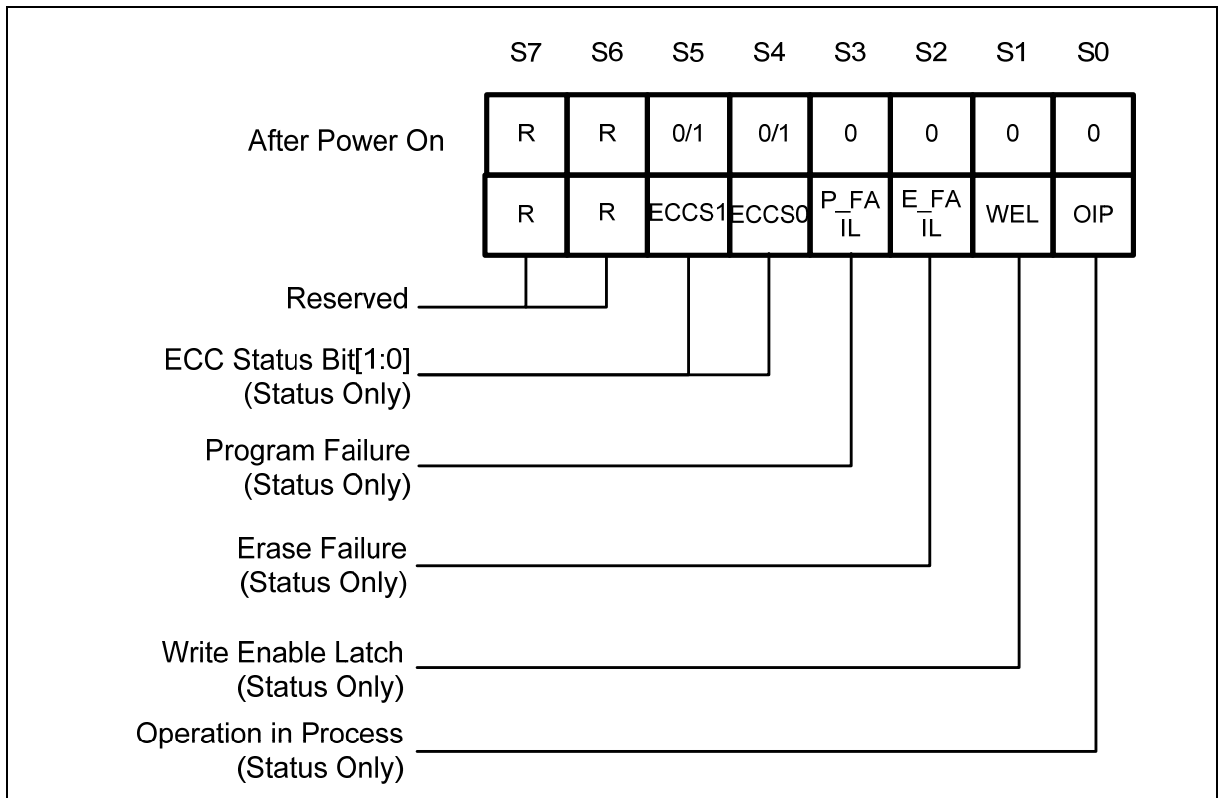 S7 S6 S5 S4 S3 S2 S1 S0
After Power On R R 0/1 0/1 0 0 0 0
R R ECCS1 ECCS0 P_FA IL E_FA IL WEL OIP
Reserved
ECC Status Bit[1:0]
(Status Only)
Program Failure
(Status Only)
Erase Failure
(Status Only)
Write Enable Latch
(Status Only)
Operation in Process
(Status Only)